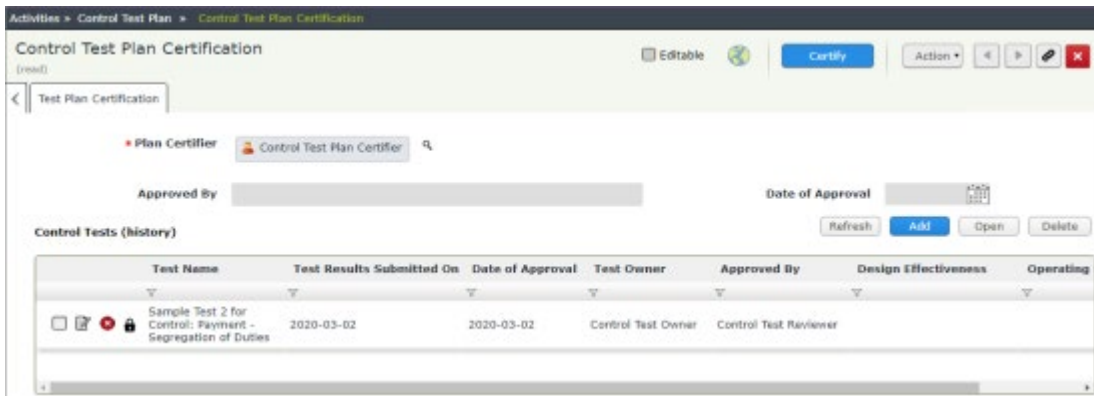 Activities » Control Test Plan » Control Test Plan Certification
Control Test Plan Certification
(read)
Editable
Certify
Action
Test Plan Certification
* Plan Certifier
Control Test Plan Certifier
Approved By
Date of Approval
Control Tests (history)
Refresh Add Open Delete
Test Name Test Results Submitted On Date of Approval Test Owner Approved By Design Effectiveness Operating
Sample Test 2 for
Control: Payment -
Segregation of Duties
2020-03-02 2020-03-02 Control Test Owner Control Test Reviewer